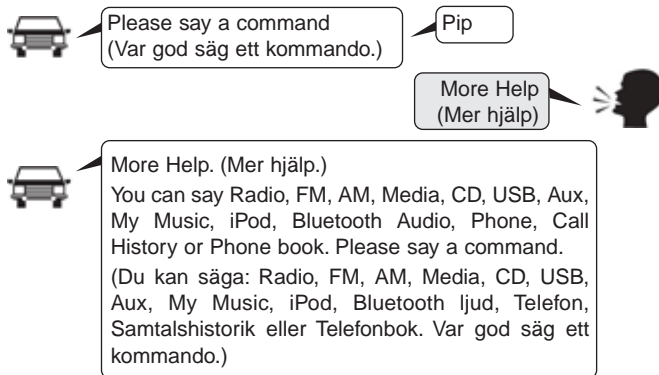 Please say a command
(Var god säg ett kommando.)
Pip
More Help
(Mer hjälp)
More Help. (Mer hjälp.)
You can say Radio, FM, AM, Media, CD, USB, Aux,
My Music, iPod, Bluetooth Audio, Phone, Call
History or Phone book. Please say a command.
(Du kan säga: Radio, FM, AM, Media, CD, USB,
Aux, My Music, iPod, Bluetooth ljud, Telefon,
Samtalshistorik eller Telefonbok. Var god säg ett
kommando.)